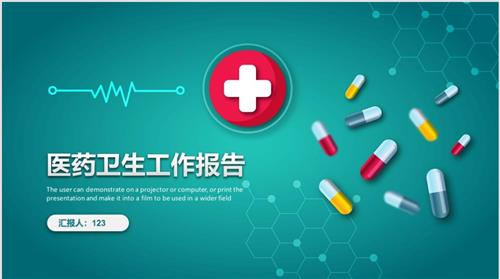 医药卫生工作报告
The user can demonstrate on a projector or computer, or print the
presentation and make it into a film to be used in a wider field
汇报人：123